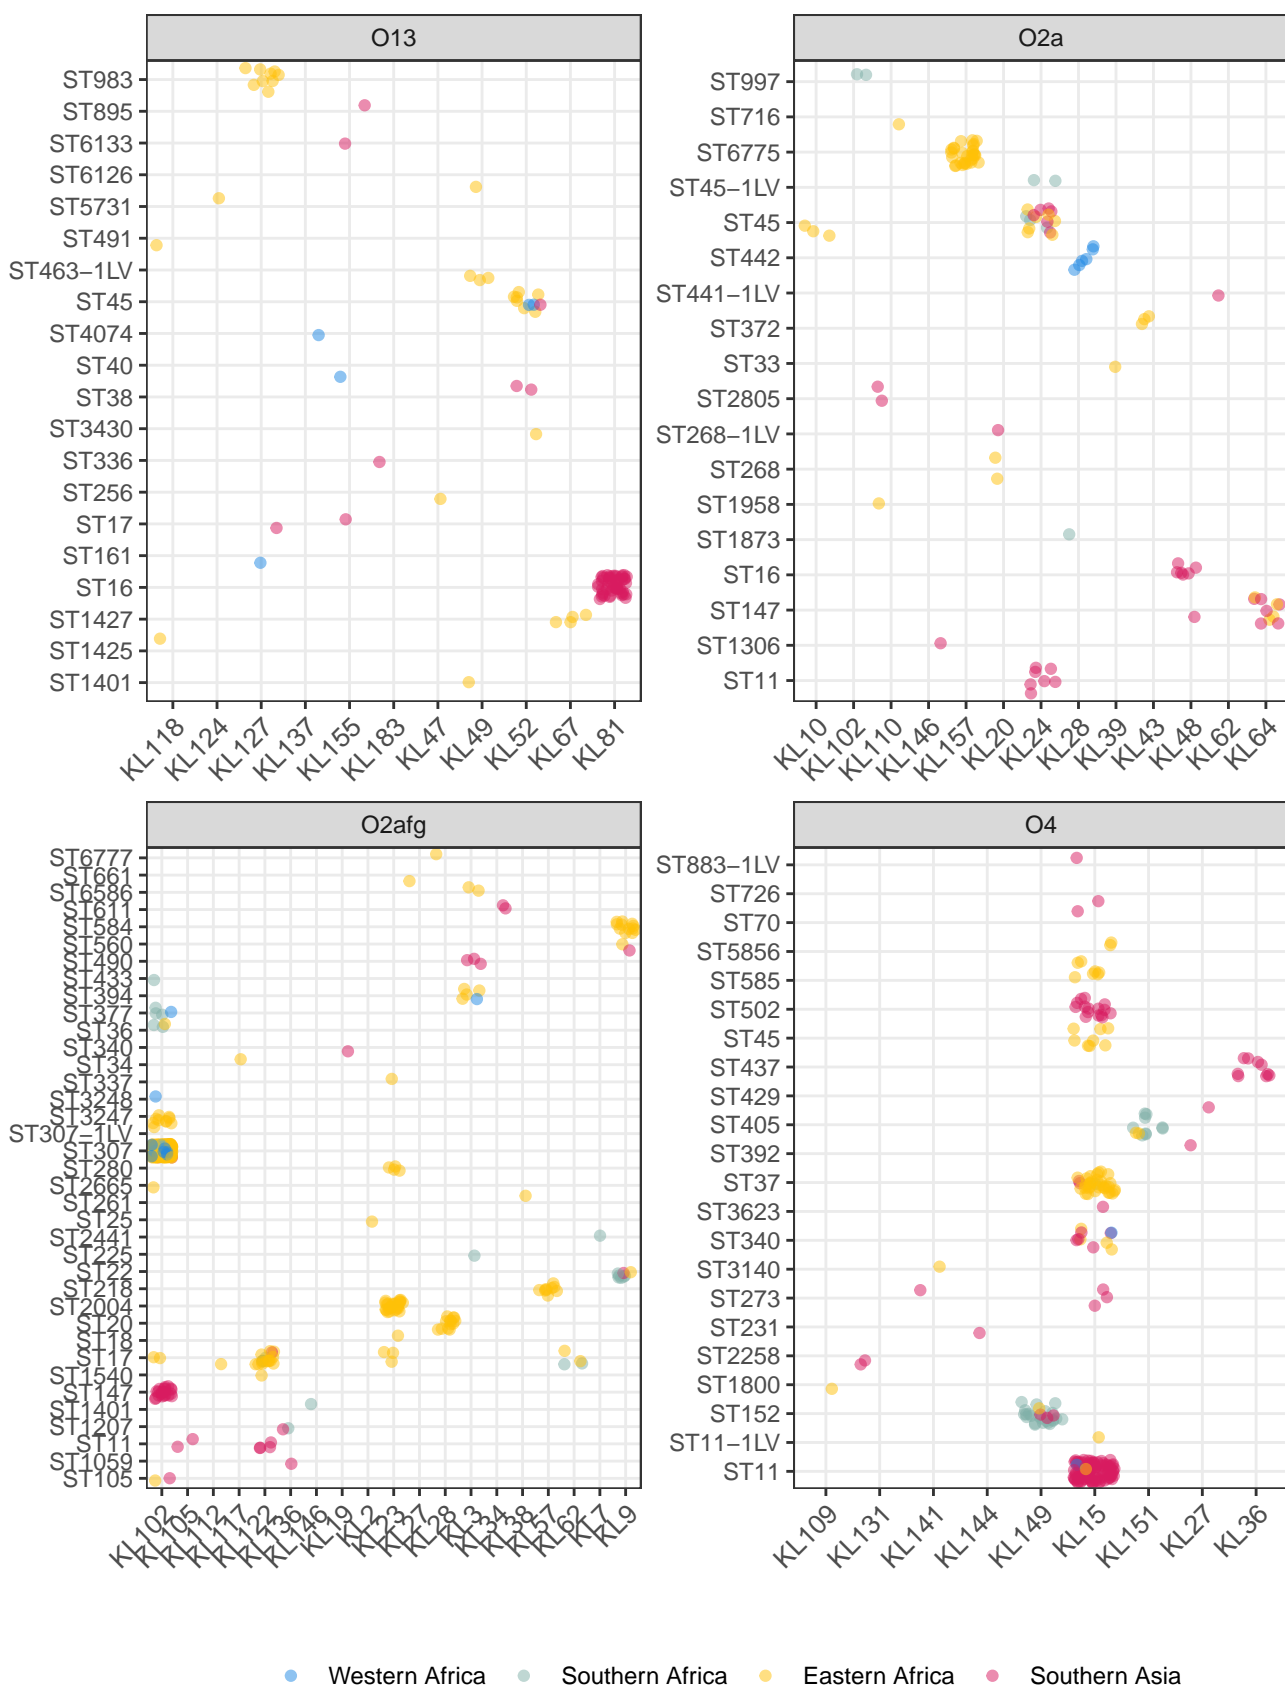 O13
ST983
ST895
ST6133
ST6126
ST5731
ST491
ST463−1LV
ST45
ST4074
ST40
ST38
ST3430
ST336
ST256
ST17
ST161
ST16
ST1427
ST1425
ST1401
KL118
KL124
KL127
KL137
KL155
KL183
KL47
KL49
KL52
KL67
KL81
O2a
ST997
ST716
ST6775
ST45−1LV
ST45
ST442
ST441−1LV
ST372
ST33
ST2805
ST268−1LV
ST268
ST1958
ST1873
ST16
ST147
ST1306
ST11
KL10
KL102
KL110
KL146
KL157
KL20
KL24
KL28
KL39
KL43
KL48
KL62
KL64
O2afg
ST6777
ST661
ST6586
ST611
ST584
ST560
ST490
ST433
ST394
ST377
ST36
ST340
ST34
ST337
ST3248
ST3247
ST307−1LV
ST307
ST280
ST2665
ST261
ST25
ST2441
ST225
ST22
ST218
ST2004
ST20
ST18
ST17
ST1540
ST147
ST1401
ST1207
ST11
ST1059
ST105
KL102
KL105
KL112
KL117
KL122
KL136
KL146
KL19
KL2
KL23
KL27
KL28
KL3
KL34
KL38
KL57
KL62
KL7
KL9
O4
ST883−1LV
ST726
ST70
ST5856
ST585
ST502
ST45
ST437
ST429
ST405
ST392
ST37
ST3623
ST340
ST3140
ST273
ST231
ST2258
ST1800
ST152
ST11−1LV
ST11
KL109
KL131
KL141
KL144
KL149
KL15
KL151
KL27
KL36
Western Africa
Southern Africa
Eastern Africa
Southern Asia